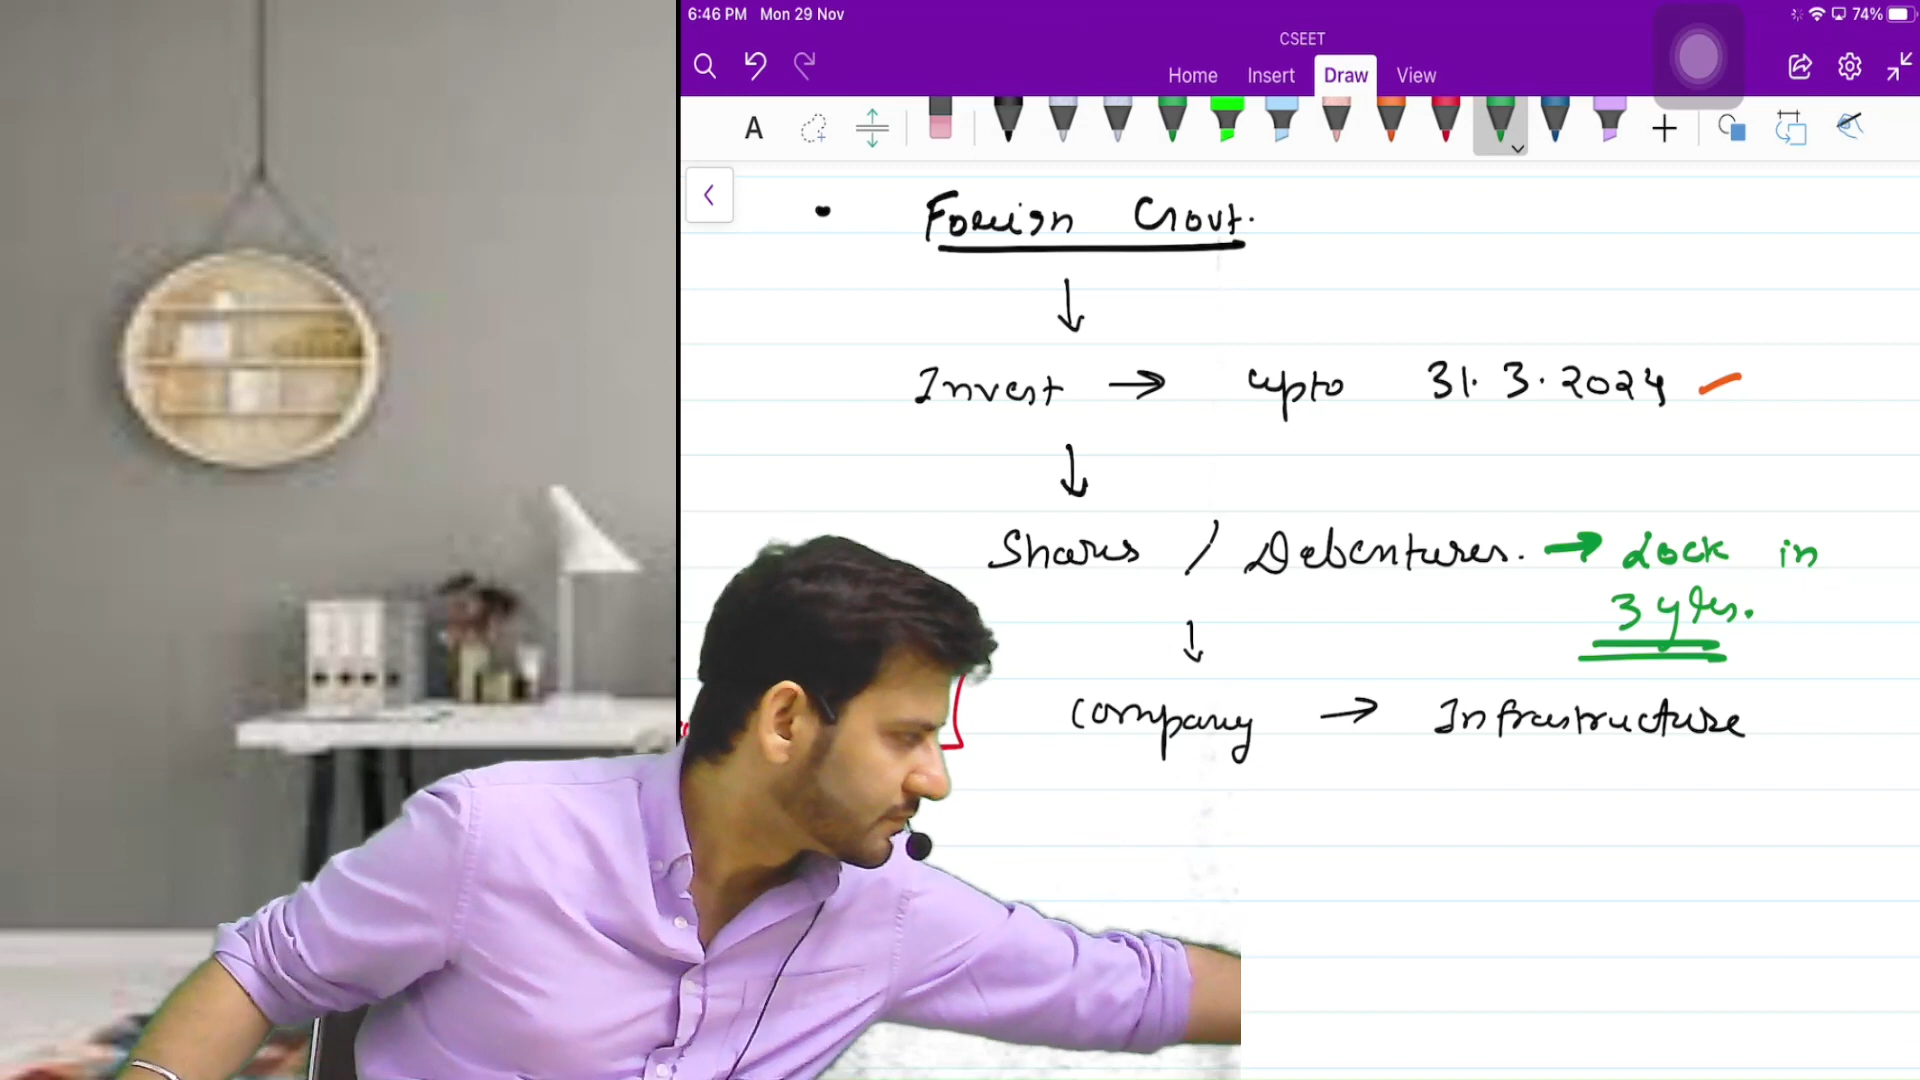 6:46 PM Mon 29 Nov
74%
CSEET
Home Insert Draw View
A
• Foreign Govt.
↓
Invest → upto 31.3.2024
↓
Shares / Debentures. → Lock in
3 yrs.
↓
Company → Infrastructure